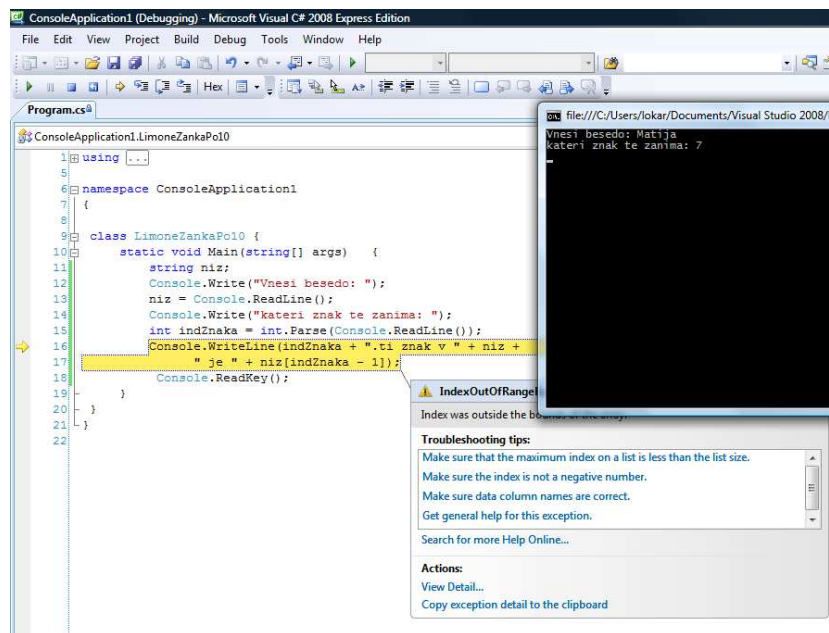 ConsoleApplication1 (Debugging) - Microsoft Visual C# 2008 Express Edition
File Edit View Project Build Debug Tools Window Help
Hex
Program.cs
ConsoleApplication1.LimoneZankaPo10
1 using ...
5
6 namespace ConsoleApplication1
7 {
8
9 class LimoneZankaPo10 {
10 static void Main(string[] args) {
11 string niz;
12 Console.Write("Vnesi besedo: ");
13 niz = Console.ReadLine();
14 Console.Write("kateri znak te zanima: ");
15 int indZnaka = int.Parse(Console.ReadLine());
16 Console.WriteLine(indZnaka + ".ti znak v " + niz +
17 " je " + niz[indZnaka - 1]);
18 Console.ReadKey();
19 }
20 }
21 }
22
file:///C:/Users/lokar/Documents/Visual Studio 2008/
Vnesi besedo: Matija
kateri znak te zanima: 7
IndexOutOfRange
Index was outside the bounds of the array.
Troubleshooting tips:
Make sure that the maximum index on a list is less than the list size.
Make sure the index is not a negative number.
Make sure data column names are correct.
Get general help for this exception.
Search for more Help Online...
Actions:
View Detail...
Copy exception detail to the clipboard